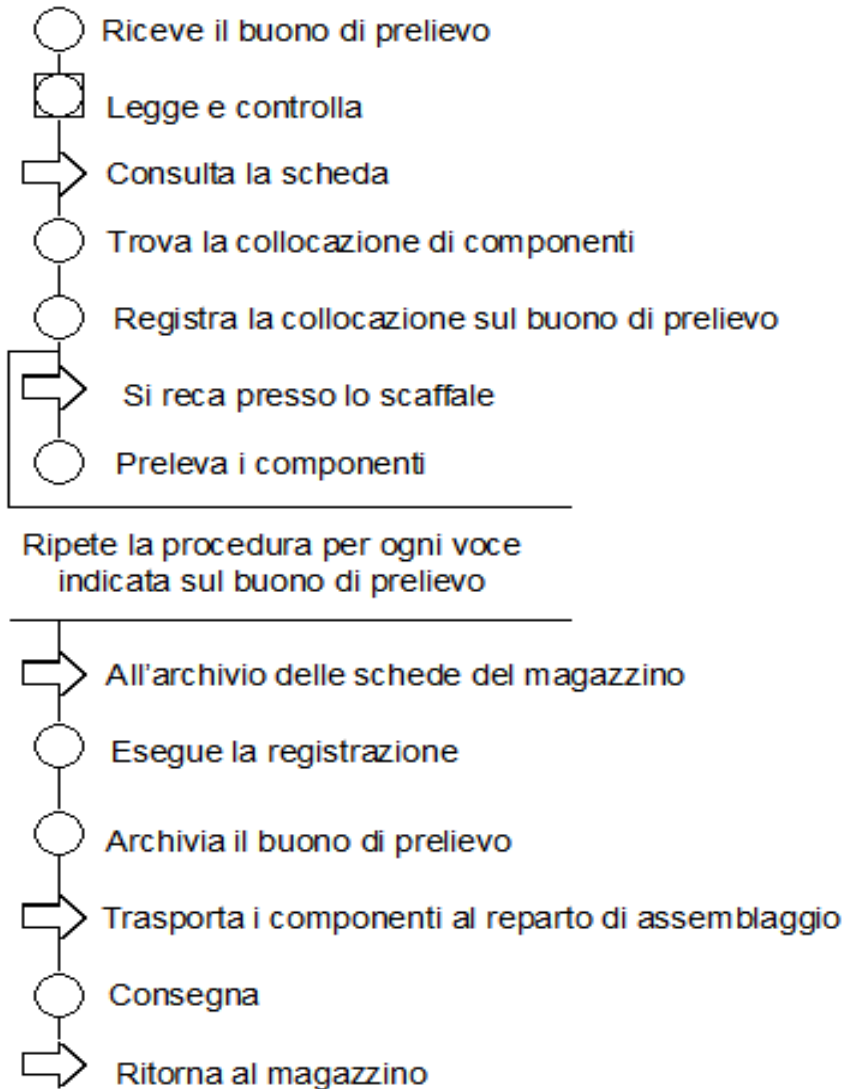 Riceve il buono di prelievo
Legge e controlla
Consulta la scheda
Trova la collocazione di componenti
Registra la collocazione sul buono di prelievo
Si reca presso lo scaffale
Preleva i componenti
Ripete la procedura per ogni voce
indicata sul buono di prelievo
All'archivio delle schede del magazzino
Esegue la registrazione
Archivia il buono di prelievo
Trasporta i componenti al reparto di assemblaggio
Consegna
Ritorna al magazzino